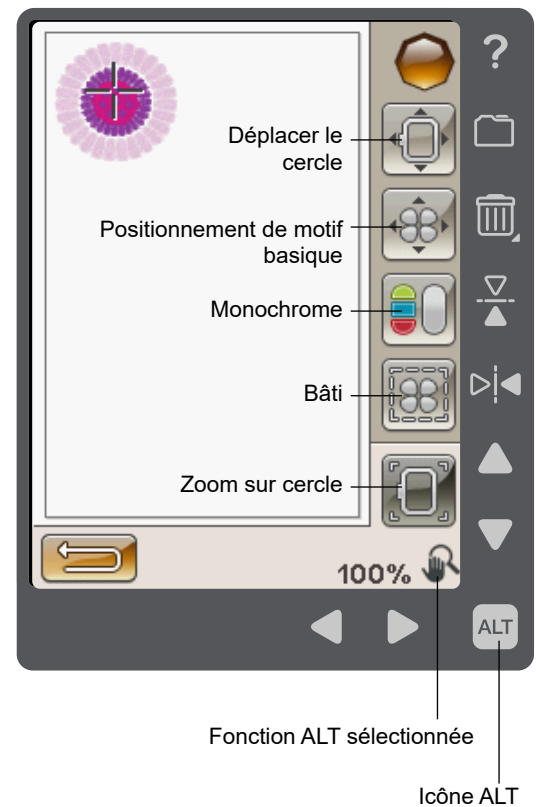 ?
Déplacer le
cercle
Positionnement de motif
basique
Monochrome
Bâti
Zoom sur cercle
100%
ALT
Fonction ALT sélectionnée
Icône ALT